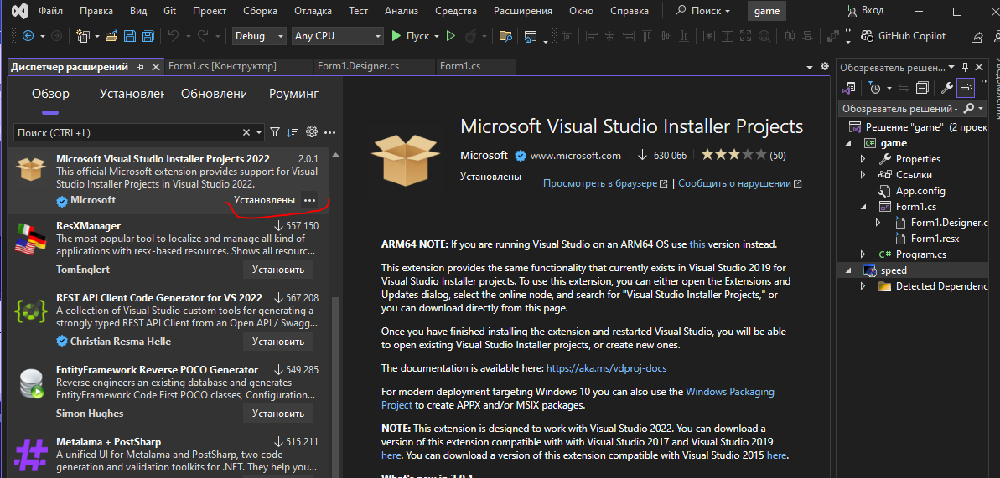 Файл Правка Вид Git Проект Сборка Отладка Тест Анализ Средства Расширения Окно Справка Поиск game Вход
Debug Any CPU Пуск GitHub Copilot
Диспетчер расширений Form1.cs [Конструктор] Form1.Designer.cs Form1.cs
Обзор Установлен Обновлени Роуминг
Поиск (CTRL+L)
Microsoft Visual Studio Installer Projects 2022 2.0.1
This official Microsoft extension provides support for Visual
Studio Installer Projects in Visual Studio 2022.
Microsoft Установлены
ResXManager 557 150
The most popular tool to localize and manage all kind of
applications with resx-based resources. Shows all resourc...
TomEnglert Установить
REST API Client Code Generator for VS 2022 567 208
A collection of Visual Studio custom tools for generating a
strongly typed REST API Client from an Open API / Swagg...
Christian Resma Helle Установить
EntityFramework Reverse POCO Generator 549 285
Reverse engineers an existing database and generates
EntityFramework Code First POCO classes, Configuration...
Simon Hughes Установить
Metalama + PostSharp 515 211
A unified UI for Metalama and PostSharp, two code
generation and validation toolkits for .NET. They help you...
Microsoft Visual Studio Installer Projects
Microsoft www.microsoft.com 630 066 (50)
Установлены
Просмотреть в браузере | Сообщить о нарушении
ARM64 NOTE: If you are running Visual Studio on an ARM64 OS use this version instead.
This extension provides the same functionality that currently exists in Visual Studio 2019 for
Visual Studio Installer projects. To use this extension, you can either open the Extensions and
Updates dialog, select the online node, and search for "Visual Studio Installer Projects," or
you can download directly from this page.
Once you have finished installing the extension and restarted Visual Studio, you will be able
to open existing Visual Studio Installer projects, or create new ones.
The documentation is available here: https://aka.ms/vdproj-docs
For modern deployment targeting Windows 10 you can also use the Windows Packaging
Project to create APPX and/or MSIX packages.
NOTE: This extension is designed to work with Visual Studio 2022. You can download a
version of this extension compatible with with Visual Studio 2017 and Visual Studio 2019
here. You can download a version of this extension compatible with Visual Studio 2015 here.
What's new in 2.0.1
Обозреватель решен...
Обозреватель решений -
Решение "game" (2 проек
game
Properties
Ссылки
App.config
Form1.cs
Form1.Designer.c
Form1.resx
Program.cs
speed
Detected Dependenc